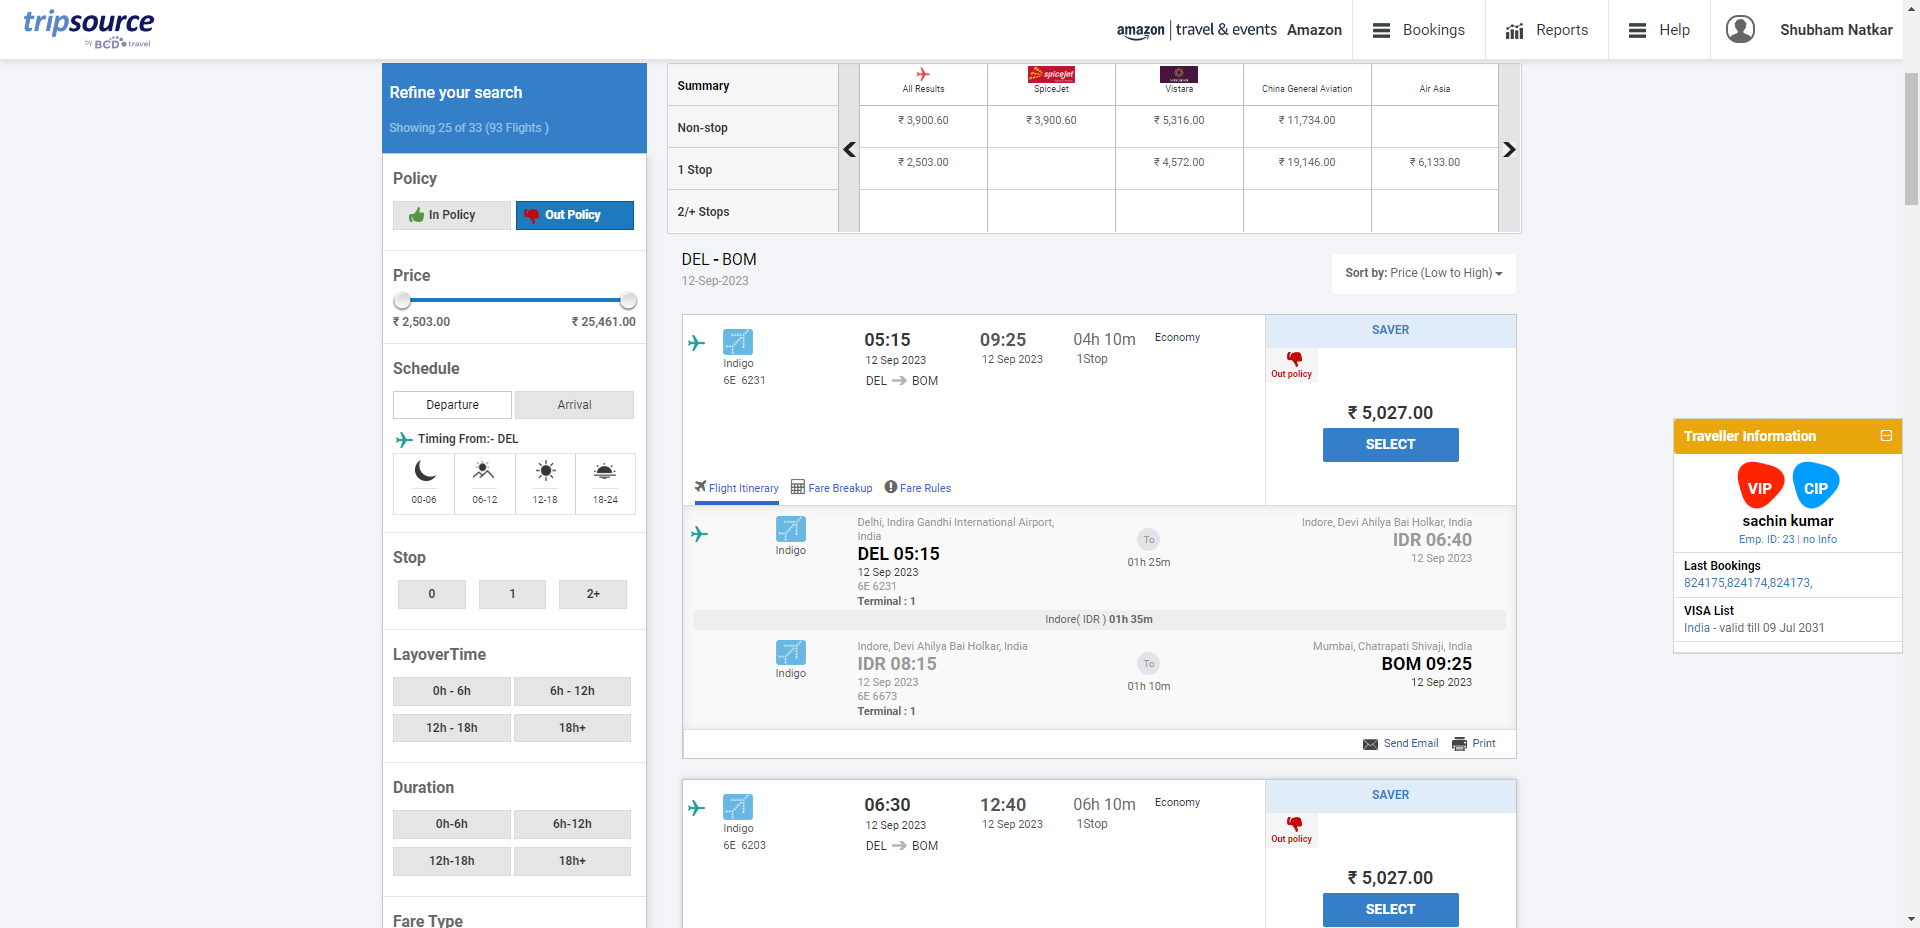 tripsource
by BCD travel
amazon | travel & events Amazon
Bookings
Reports
Help
Shubham Natkar
Refine your search
Showing 25 of 33 (93 Flights )
Policy
In Policy
Out Policy
Price
₹ 2,503.00 ₹ 25,461.00
Schedule
Departure Arrival
Timing From:- DEL
00-06 06-12 12-18 18-24
Stop
0 1 2+
LayoverTime
0h - 6h 6h - 12h
12h - 18h 18h+
Duration
0h-6h 6h-12h
12h-18h 18h+
Fare Type
Summary All Results spicejet SpiceJet VISTARA Vistara China General Aviation Air Asia
Non-stop ₹ 3,900.60 ₹ 3,900.60 ₹ 5,316.00 ₹ 11,734.00
1 Stop ₹ 2,503.00 ₹ 4,572.00 ₹ 19,146.00 ₹ 6,133.00
2/+ Stops
DEL - BOM
12-Sep-2023
Sort by: Price (Low to High)
Indigo
6E 6231
05:15
12 Sep 2023
DEL BOM
09:25
12 Sep 2023
04h 10m
1Stop
Economy
SAVER
Out policy
₹ 5,027.00
SELECT
Flight Itinerary Fare Breakup Fare Rules
Indigo
Delhi, Indira Gandhi International Airport,
India
DEL 05:15
12 Sep 2023
6E 6231
Terminal : 1
To
01h 25m
Indore, Devi Ahilya Bai Holkar, India
IDR 06:40
12 Sep 2023
Indore( IDR ) 01h 35m
Indigo
Indore, Devi Ahilya Bai Holkar, India
IDR 08:15
12 Sep 2023
6E 6673
Terminal : 1
To
01h 10m
Mumbai, Chatrapati Shivaji, India
BOM 09:25
12 Sep 2023
Send Email Print
Indigo
6E 6203
06:30
12 Sep 2023
DEL BOM
12:40
12 Sep 2023
06h 10m
1Stop
Economy
SAVER
Out policy
₹ 5,027.00
SELECT
Traveller Information
VIP CIP
sachin kumar
Emp. ID: 23 | no Info
Last Bookings
824175,824174,824173,
VISA List
India - valid till 09 Jul 2031